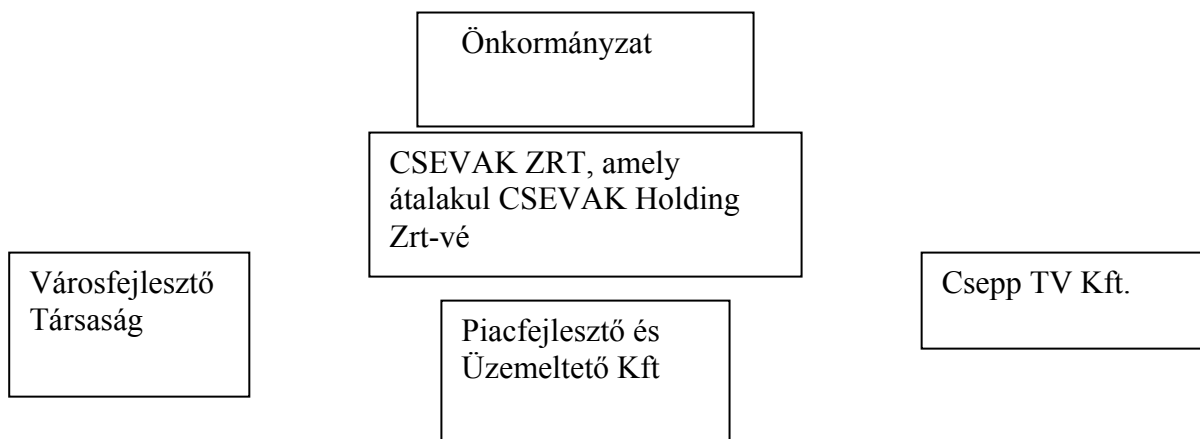 Önkormányzat
CSEVAK ZRT, amely
átalakul CSEVAK Holding
Zrt-vé
Városfejlesztő
Társaság
Piacfejlesztő és
Üzemeltető Kft
Csepp TV Kft.